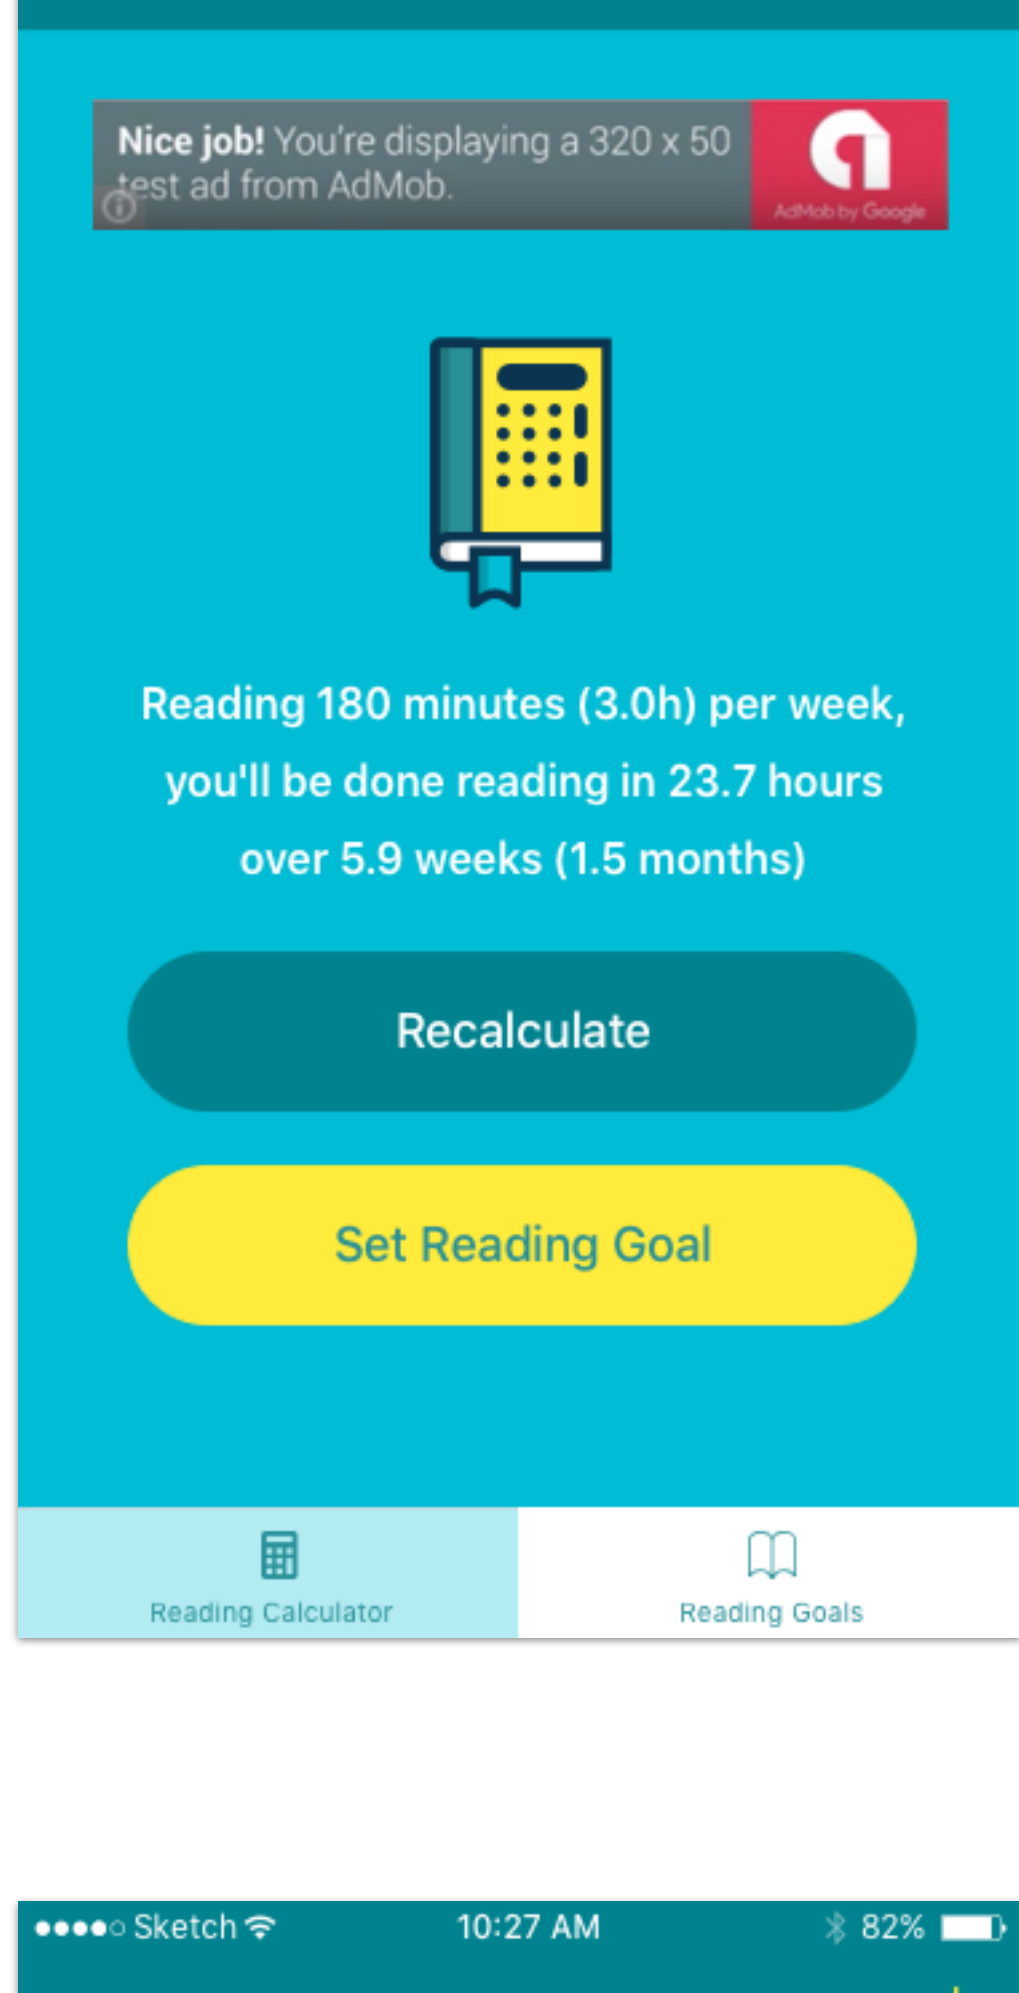 Nice job! You're displaying a 320 x 50
test ad from AdMob.
AdMob by Google
Reading 180 minutes (3.0h) per week,
you'll be done reading in 23.7 hours
over 5.9 weeks (1.5 months)
Recalculate
Set Reading Goal
Reading Calculator
Reading Goals
Sketch
10:27 AM
82%